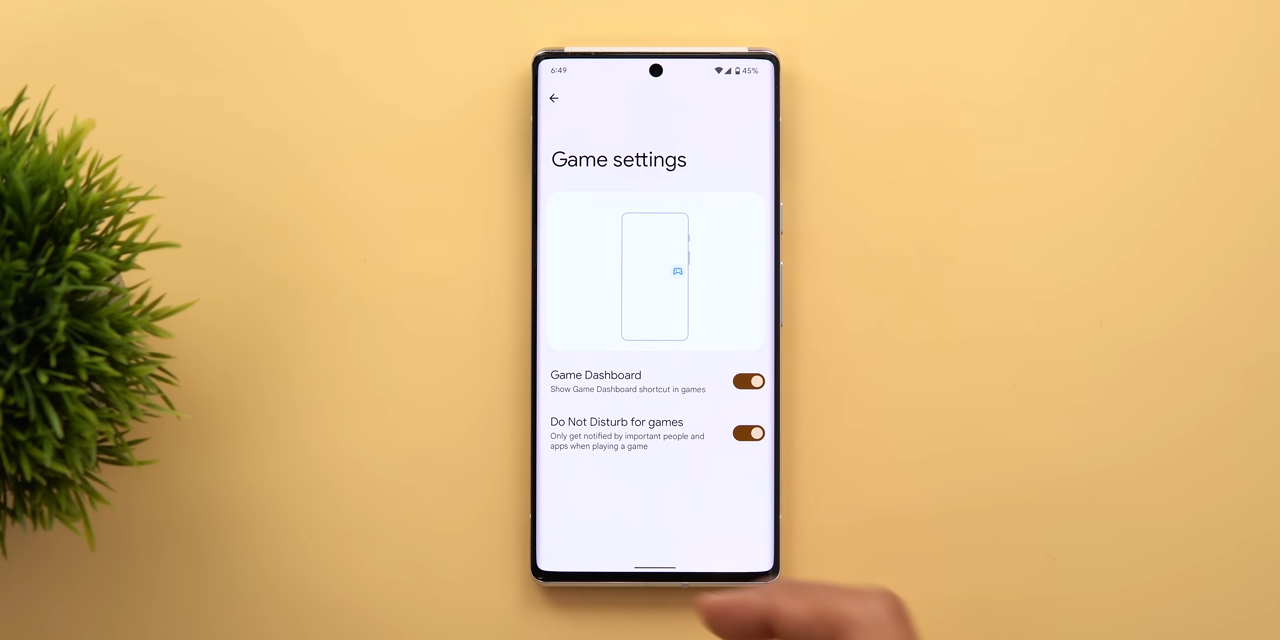 6:49
45%
Game settings
Game Dashboard
Show Game Dashboard shortcut in games
Do Not Disturb for games
Only get notified by important people and
apps when playing a game